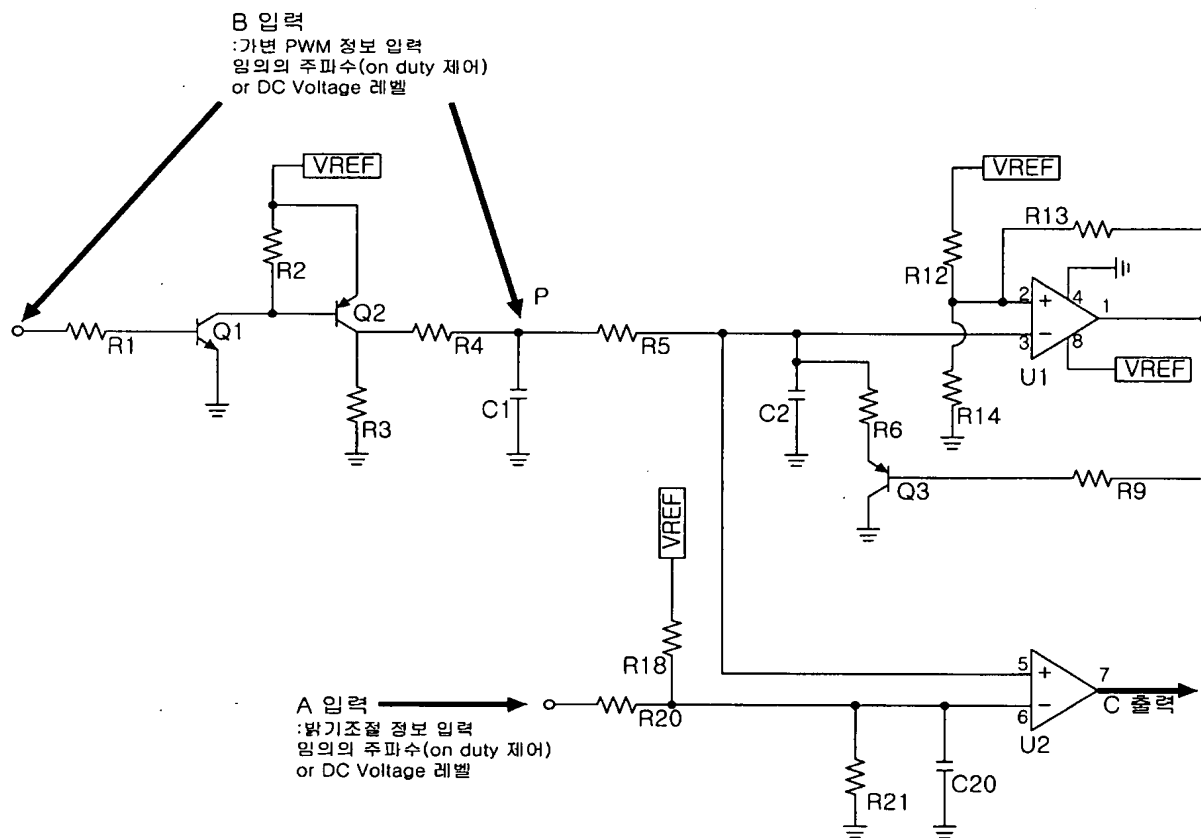 B 입력
:가변 PWM 정보 입력
임의의 주파수(on duty 제어)
or DC Voltage 레벨
VREF
VREF
R13
R2
R12
P
Q2
2
+
4
1
R1
Q1
R4
R5
3
−
8
VREF
U1
C1
C2
R6
R14
R3
Q3
R9
VREF
R18
5
+
7
A 입력
R20
6
−
C 출력
:밝기조절 정보 입력
U2
임의의 주파수(on duty 제어)
or DC Voltage 레벨
R21
C20